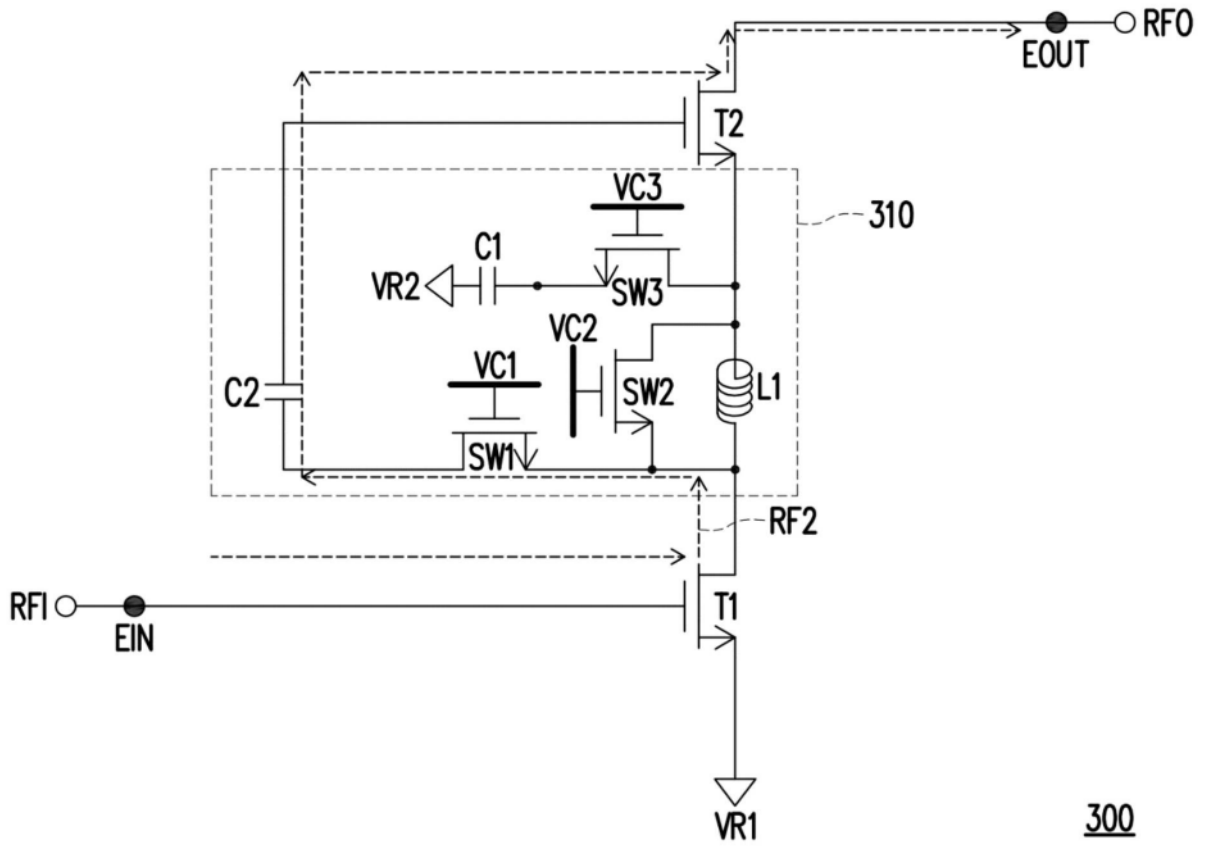 RFO
EOUT
T2
VC3
310
C1
VR2
SW3
VC2
VC1
C2
SW2
L1
SW1
RF2
RFI
T1
EIN
VR1
300